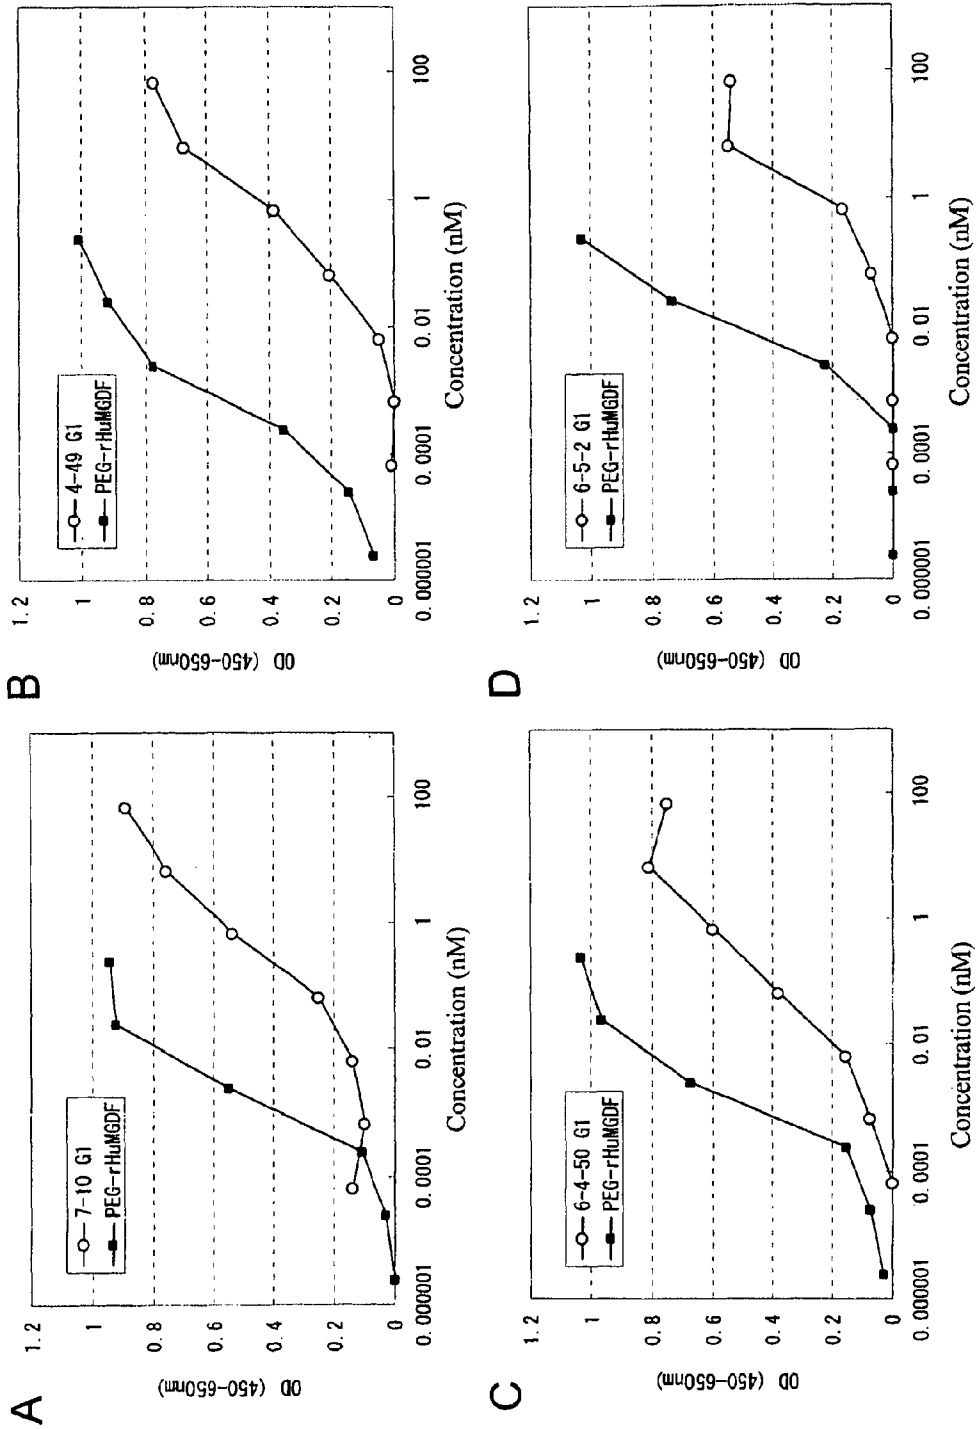 A
OD (450-650nm)
1.2
1
0.8
0.6
0.4
0.2
0
7-10 G1
PEG-rHuMGDF
0.000001
0.0001
0.01
1
100
Concentration (nM)
B
OD (450-650nm)
1.2
1
0.8
0.6
0.4
0.2
0
4-49 G1
PEG-rHuMGDF
0.000001
0.0001
0.01
1
100
Concentration (nM)
C
OD (450-650nm)
1.2
1
0.8
0.6
0.4
0.2
0
6-4-50 G1
PEG-rHuMGDF
0.000001
0.0001
0.01
1
100
Concentration (nM)
D
OD (450-650nm)
1.2
1
0.8
0.6
0.4
0.2
0
6-5-2 G1
PEG-rHuMGDF
0.000001
0.0001
0.01
1
100
Concentration (nM)